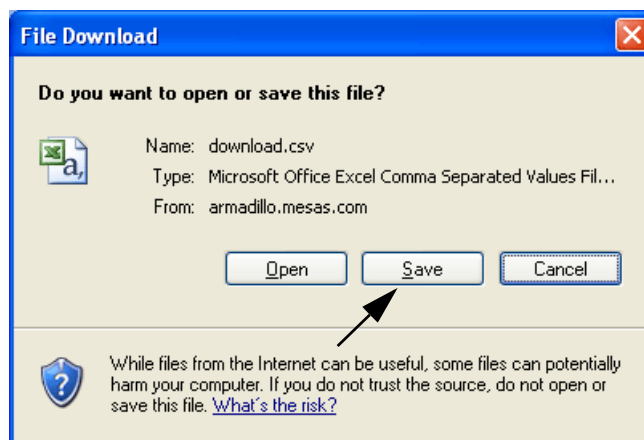 File Download
Do you want to open or save this file?
Name: download.csv
Type: Microsoft Office Excel Comma Separated Values Fil...
From: armadillo.mesas.com
Open Save Cancel
While files from the Internet can be useful, some files can potentially
harm your computer. If you do not trust the source, do not open or
save this file. What's the risk?